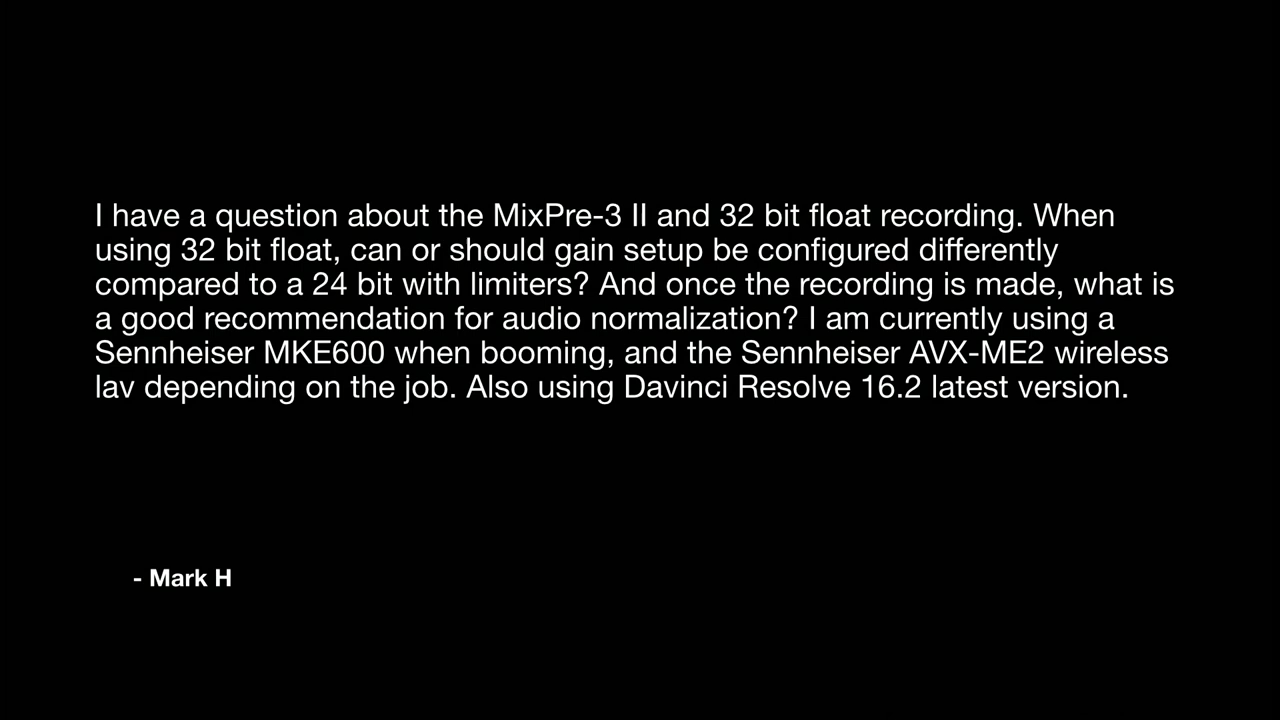 I have a question about the MixPre-3 II and 32 bit float recording. When
using 32 bit float, can or should gain setup be configured differently
compared to a 24 bit with limiters? And once the recording is made, what is
a good recommendation for audio normalization? I am currently using a
Sennheiser MKE600 when booming, and the Sennheiser AVX-ME2 wireless
lav depending on the job. Also using Davinci Resolve 16.2 latest version.
- Mark H